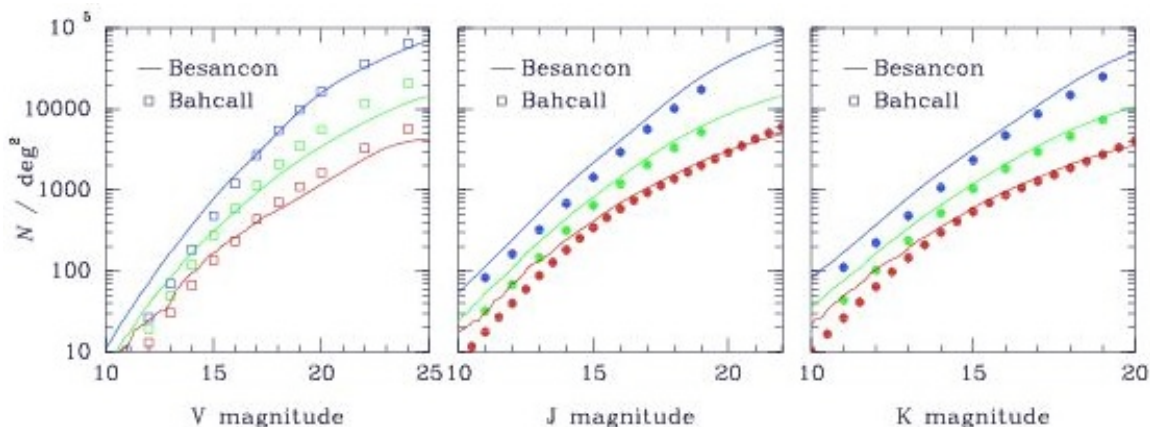 10 5
Besancon
Bahcall
Besancon
Bahcall
Besancon
Bahcall
10000
1000
100
10
N / deg2
10 15 20 25
10 15 20
10 15 20
V magnitude
J magnitude
K magnitude